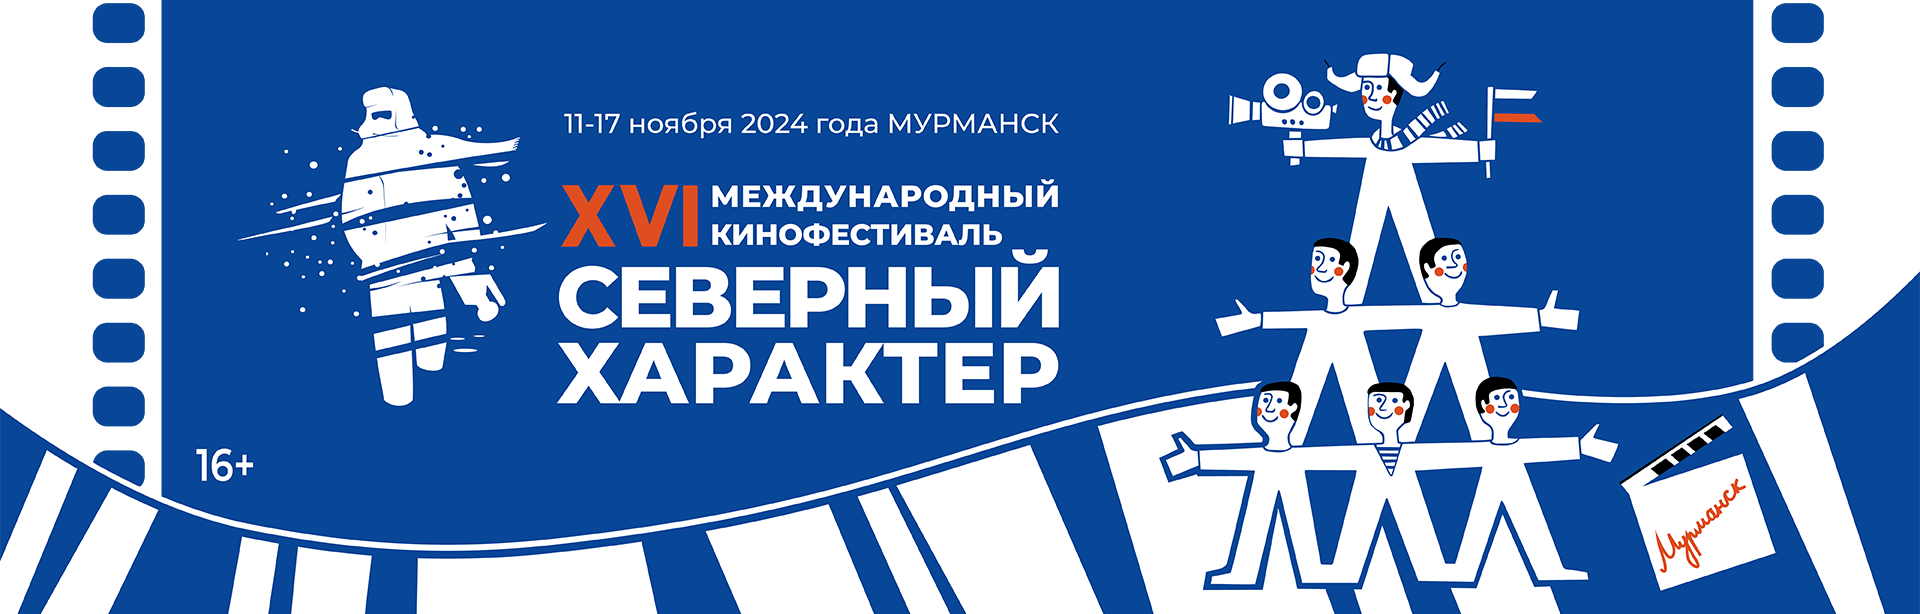 11-17 ноября 2024 года МУРМАНСК
XVI МЕЖДУНАРОДНЫЙ
КИНОФЕСТИВАЛЬ
СЕВЕРНЫЙ
ХАРАКТЕР
16+
Мурманск